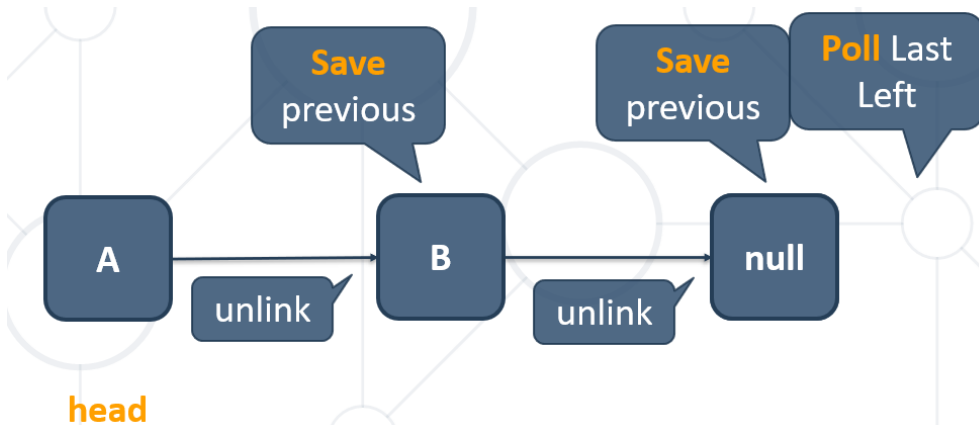 Save
previous
Save
previous
Poll Last
Left
A
B
null
unlink
unlink
head